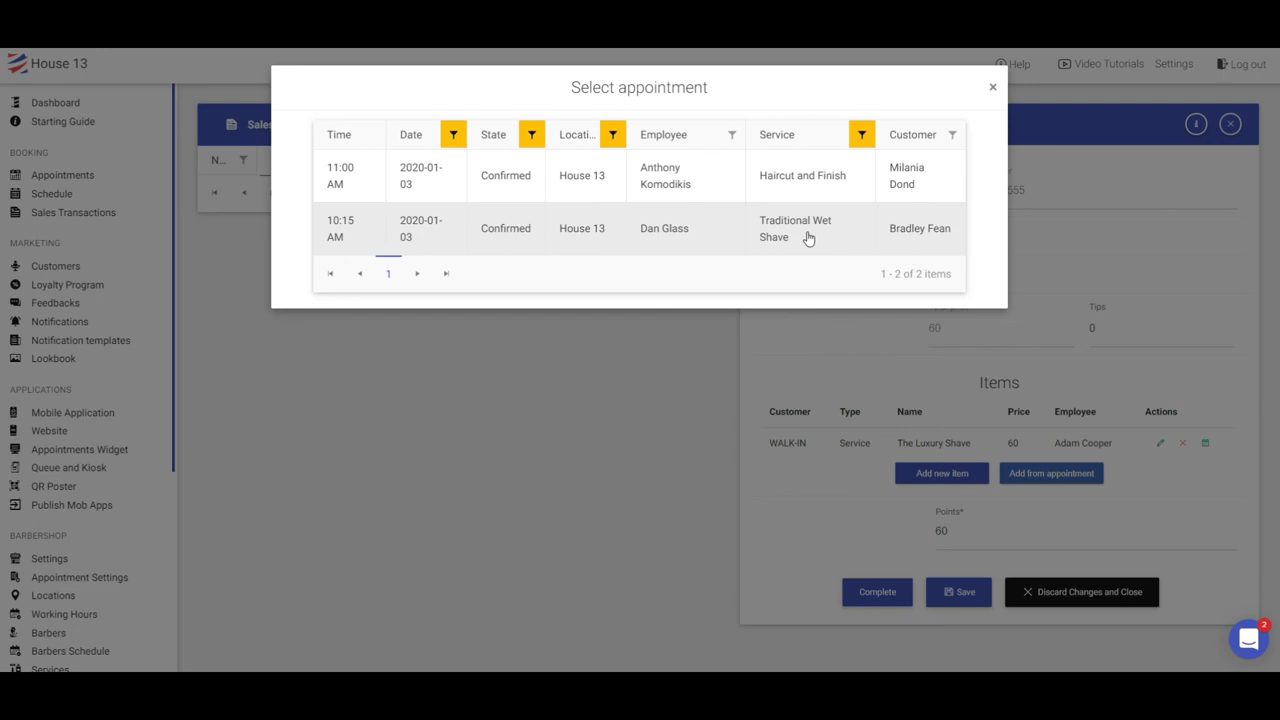 House 13
Help
Video Tutorials
Settings
Log out
Dashboard
Starting Guide
BOOKING
Appointments
Schedule
Sales Transactions
MARKETING
Customers
Loyalty Program
Feedbacks
Notifications
Notification templates
Lookbook
APPLICATIONS
Mobile Application
Website
Appointments Widget
Queue and Kiosk
QR Poster
Publish Mob Apps
BARBERSHOP
Settings
Appointment Settings
Locations
Working Hours
Barbers
Barbers Schedule
Services
Sales
N...
Select appointment
×
Time Date State Locati... Employee Service Customer
11:00 AM 2020-01-03 Confirmed House 13 Anthony Komodikis Haircut and Finish Milania Dond
10:15 AM 2020-01-03 Confirmed House 13 Dan Glass Traditional Wet Shave Bradley Fean
1
1 - 2 of 2 items
555
Tips
60
0
Items
Customer Type Name Price Employee Actions
WALK-IN Service The Luxury Shave 60 Adam Cooper
Add new item
Add from appointment
Points*
60
Complete
Save
Discard Changes and Close
2